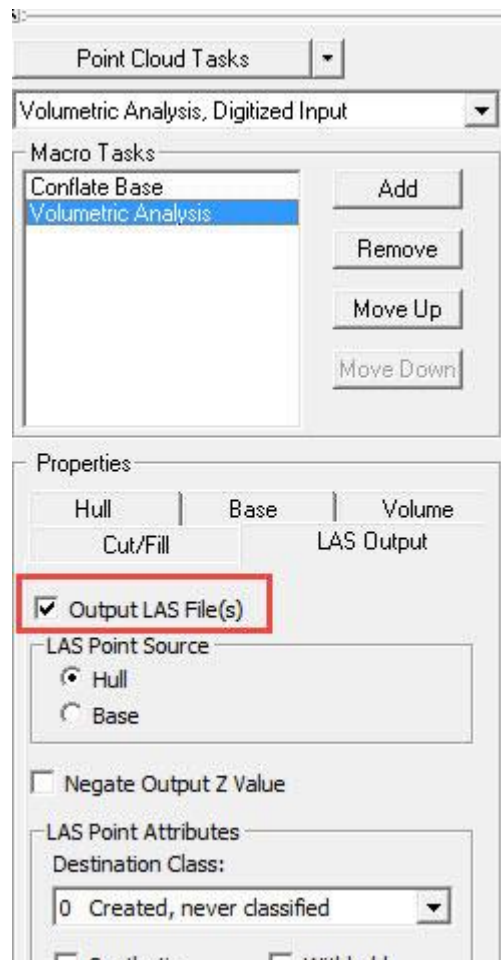 Point Cloud Tasks
Volumetric Analysis, Digitized Input
Macro Tasks
Conflate Base
Volumetric Analysis
Add
Remove
Move Up
Move Down
Properties
Hull Base Volume
Cut/Fill LAS Output
Output LAS File(s)
LAS Point Source
Hull
Base
Negate Output Z Value
LAS Point Attributes
Destination Class:
0 Created, never classified